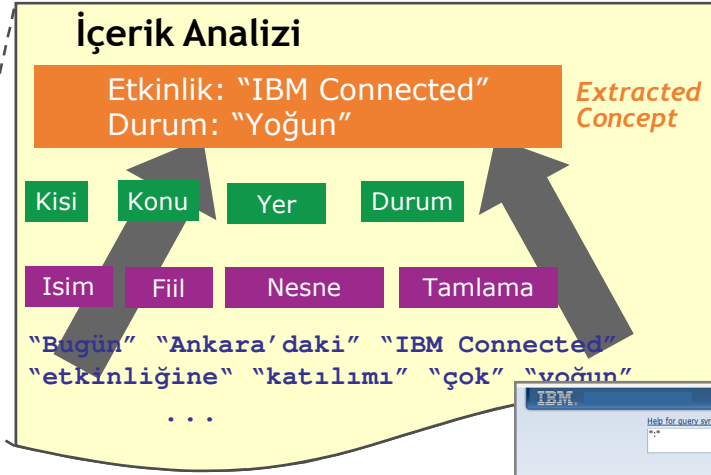 İçerik Analizi
Etkinlik: “IBM Connected”
Durum: “Yoğun”
Extracted
Concept
Kisi Konu Yer Durum
Isim Fiil Nesne Tamlama
“Bugün” “Ankara’daki” “IBM Connected”
“etkinliğine“ “katılımı” “çok” “yoğun”
...
IBM.
Help for query syn
*:*